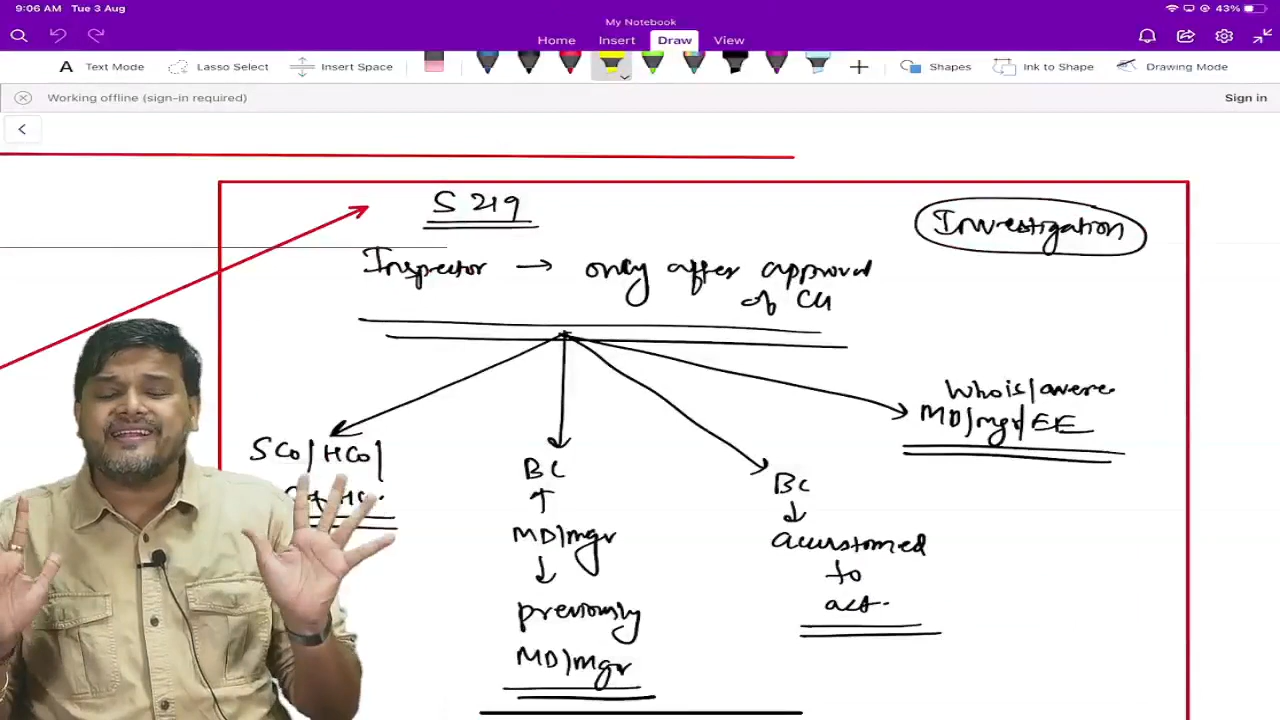 9:06 AM Tue 3 Aug
43%
My Notebook
Home Insert Draw View
A Text Mode Lasso Select Insert Space Shapes Ink to Shape Drawing Mode
Working offline (sign-in required) Sign in
S 219
Investigation
Inspector → only after approval
of CG
SCo/HCo/
BC
↑
MD/mgr
↓
previously
MD/mgr
BC
↓
accustomed
to
act.
Who is/were
MD/mgr/EE